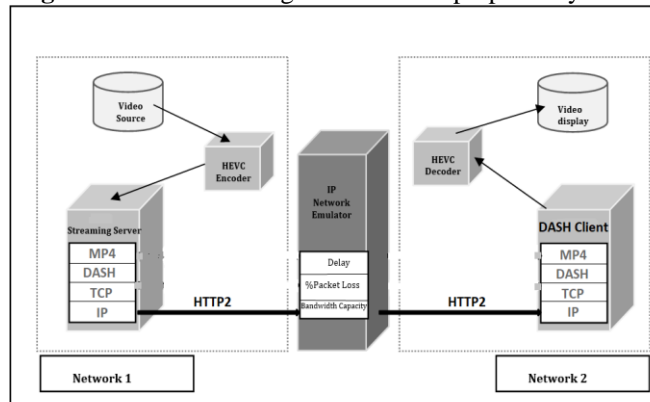 Video
Source
HEVC
Encoder
Streaming Server
MP4
DASH
TCP
IP
HTTP2
IP
Network
Emulator
Delay
%Packet Loss
Bandwidth Capacity
HTTP2
Video
display
HEVC
Decoder
DASH Client
MP4
DASH
TCP
IP
Network 1
Network 2